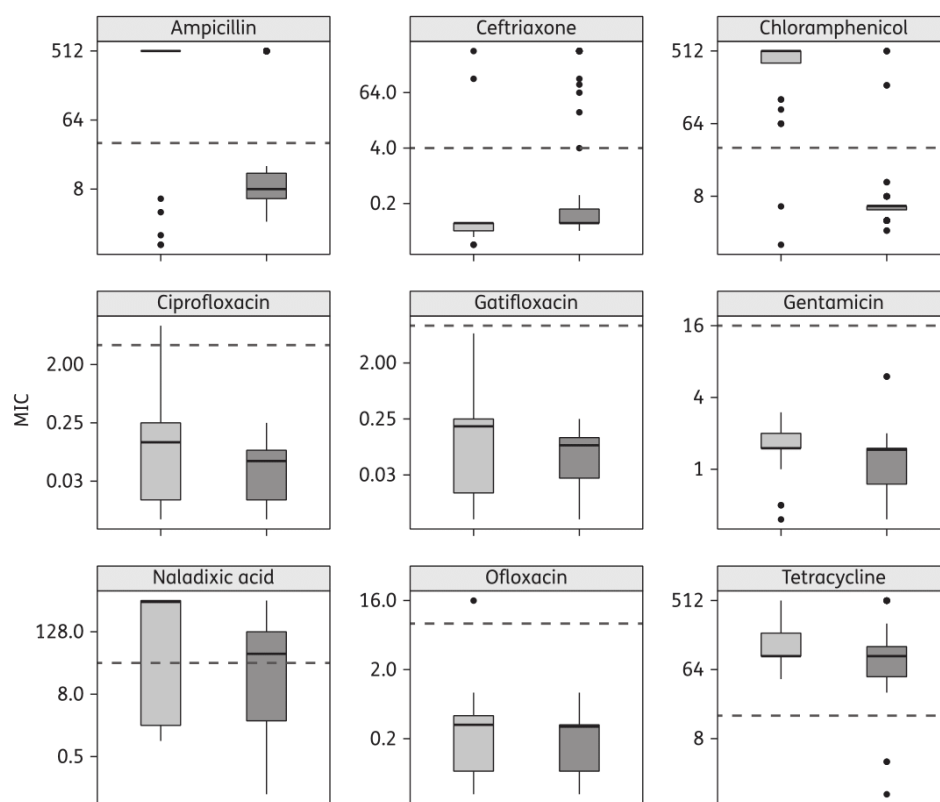 Ampicillin Ceftriaxone Chloramphenicol
512 64 8
64.0 4.0 0.2
512 64 8
Ciprofloxacin Gatifloxacin Gentamicin
MIC
2.00 0.25 0.03
2.00 0.25 0.03
16 4 1
Naladixic acid Ofloxacin Tetracycline
128.0 8.0 0.5
16.0 2.0 0.2
512 64 8